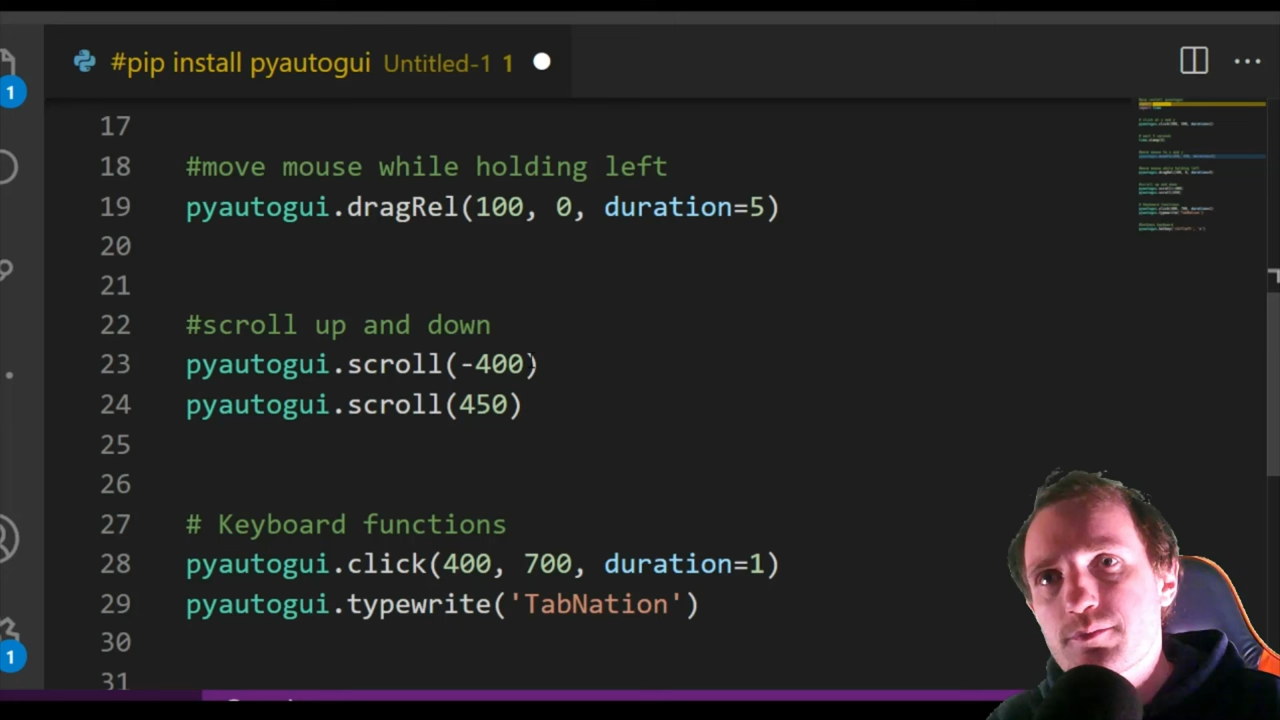 #pip install pyautogui Untitled-1 1
1
17
18 #move mouse while holding left
19 pyautogui.dragRel(100, 0, duration=5)
20
21
22 #scroll up and down
23 pyautogui.scroll(-400)
24 pyautogui.scroll(450)
25
26
27 # Keyboard functions
28 pyautogui.click(400, 700, duration=1)
29 pyautogui.typewrite('TabNation')
30
1
31